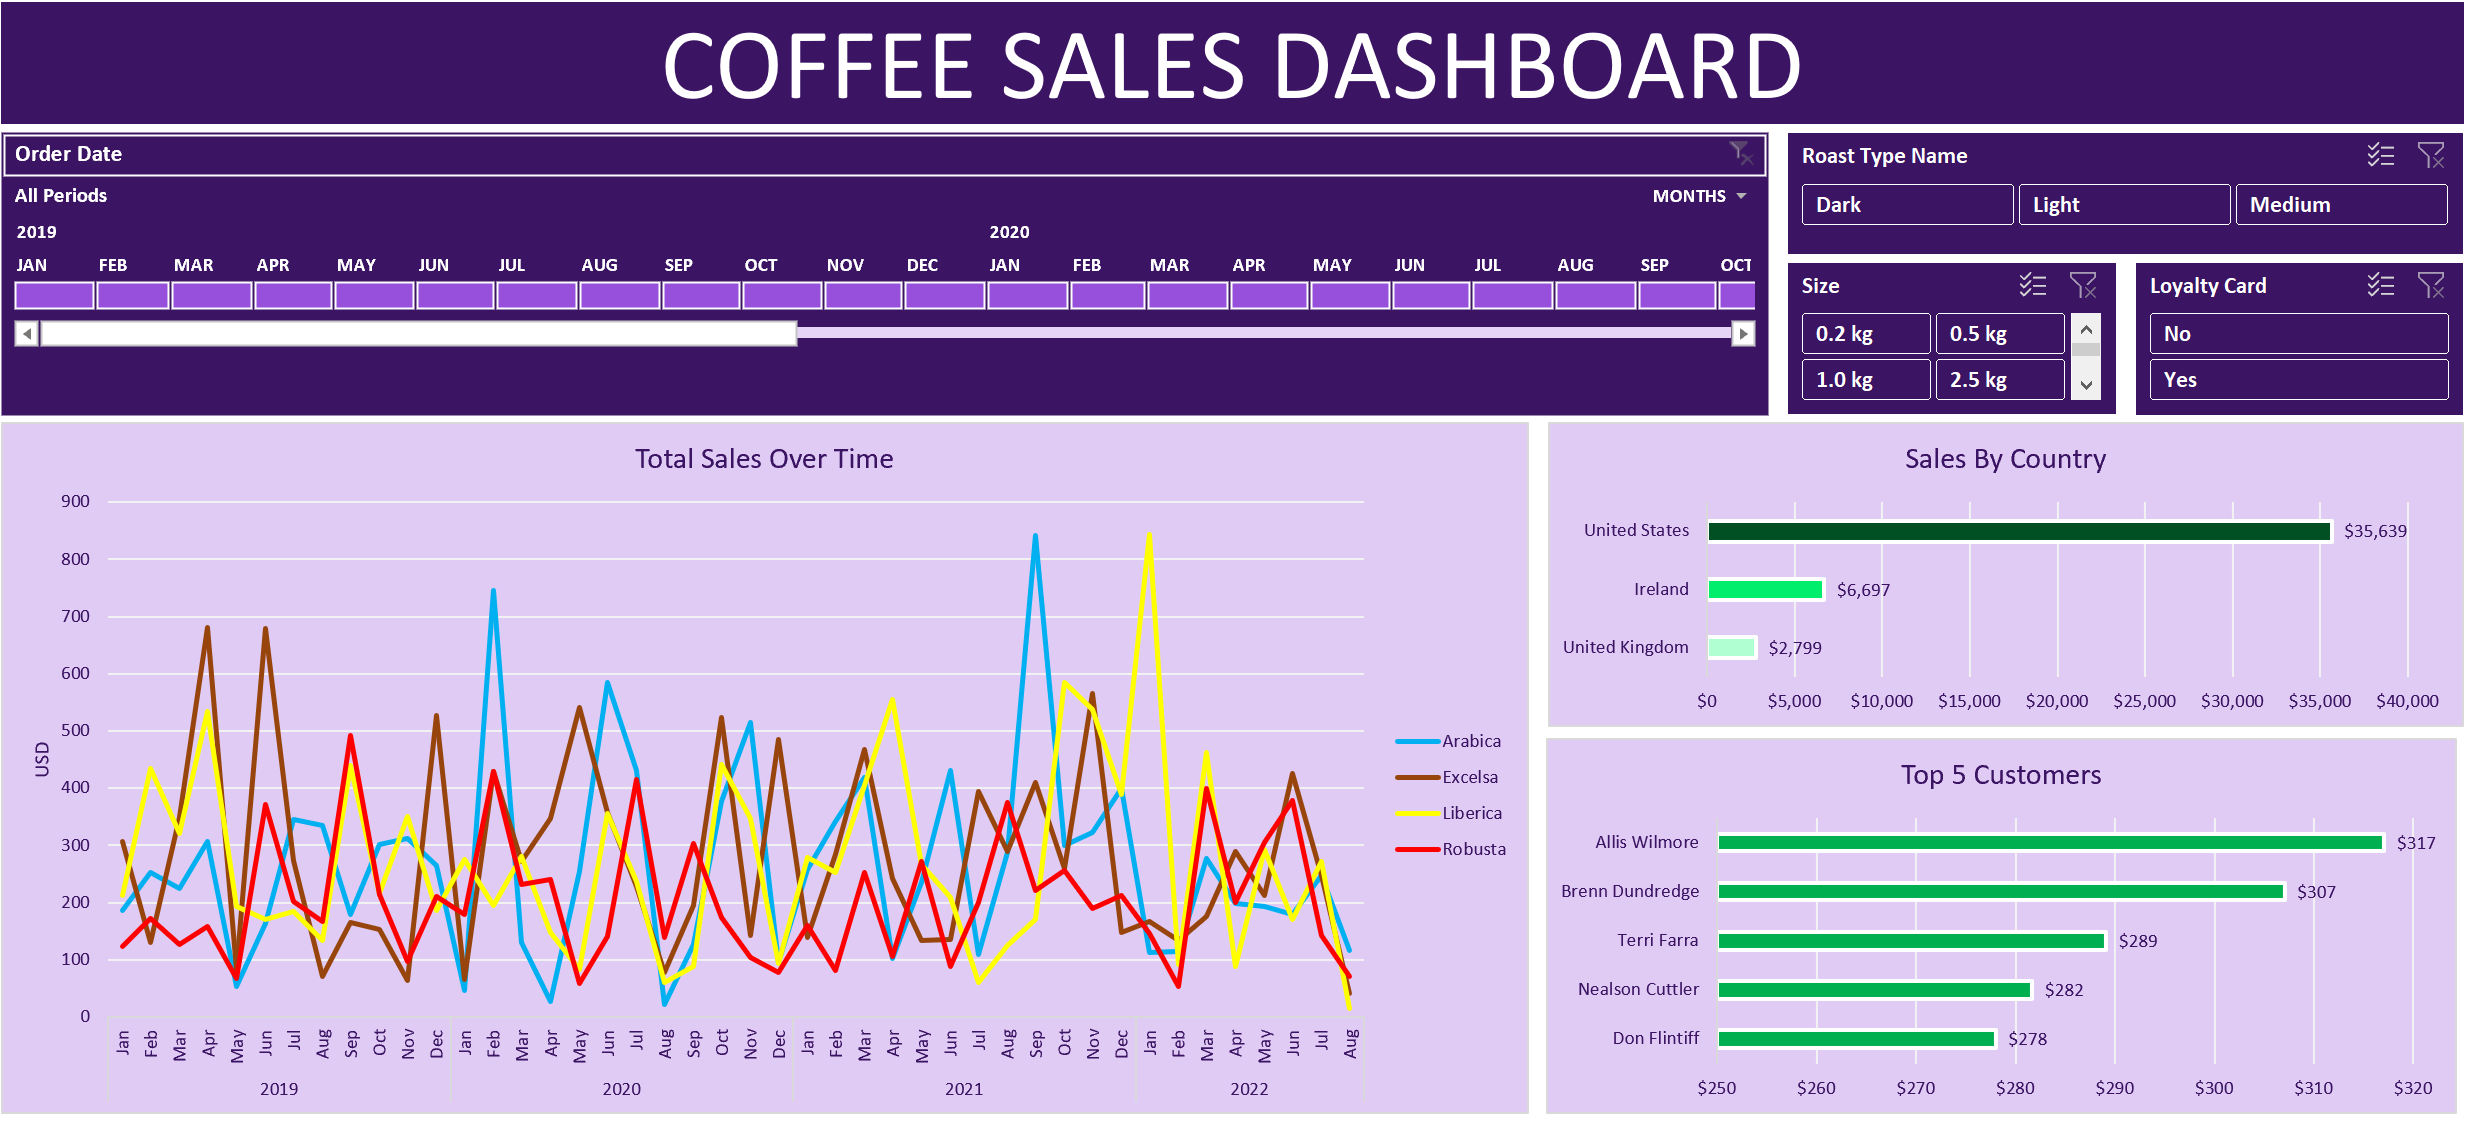 COFFEE SALES DASHBOARD
Order Date
All Periods
MONTHS
2019 2020
JAN FEB MAR APR MAY JUN JUL AUG SEP OCT NOV DEC JAN FEB MAR APR MAY JUN JUL AUG SEP OCT
Roast Type Name
Dark Light Medium
Size
0.2 kg 0.5 kg
1.0 kg 2.5 kg
Loyalty Card
No
Yes
Total Sales Over Time
900
800
700
600
500
400
300
200
100
0
USD
Jan Feb Mar Apr May Jun Jul Aug Sep Oct Nov Dec Jan Feb Mar Apr May Jun Jul Aug Sep Oct Nov Dec Jan Feb Mar Apr May Jun Jul Aug Sep Oct Nov Dec Jan Feb Mar Apr May Jun Jul Aug
2019 2020 2021 2022
Arabica
Excelsa
Liberica
Robusta
Sales By Country
United States $35,639
Ireland $6,697
United Kingdom $2,799
$0 $5,000 $10,000 $15,000 $20,000 $25,000 $30,000 $35,000 $40,000
Top 5 Customers
Allis Wilmore $317
Brenn Dundredge $307
Terri Farra $289
Nealson Cuttler $282
Don Flintiff $278
$250 $260 $270 $280 $290 $300 $310 $320